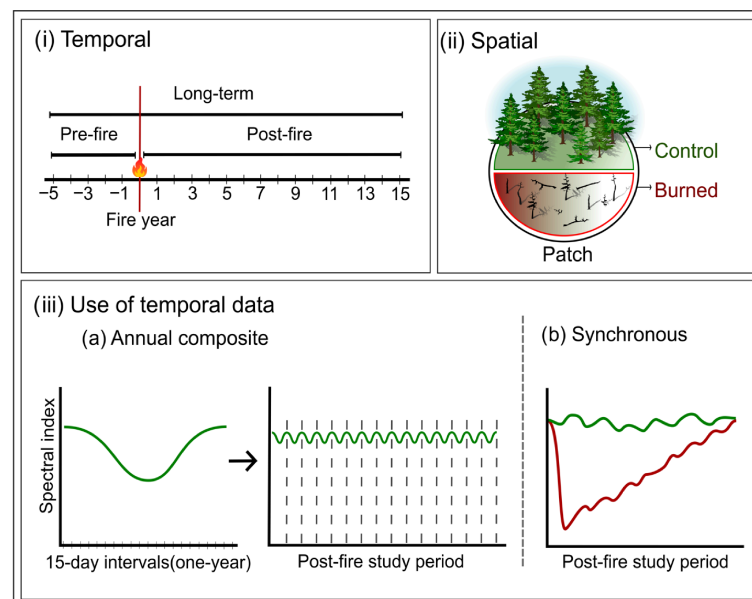 (i) Temporal
Long-term
Pre-fire
Post-fire
−5 −3 −1 1 3 5 7 9 11 13 15
Fire year
(ii) Spatial
Control
Burned
Patch
(iii) Use of temporal data
(a) Annual composite
(b) Synchronous
Spectral index
15-day intervals(one-year)
Post-fire study period
Post-fire study period